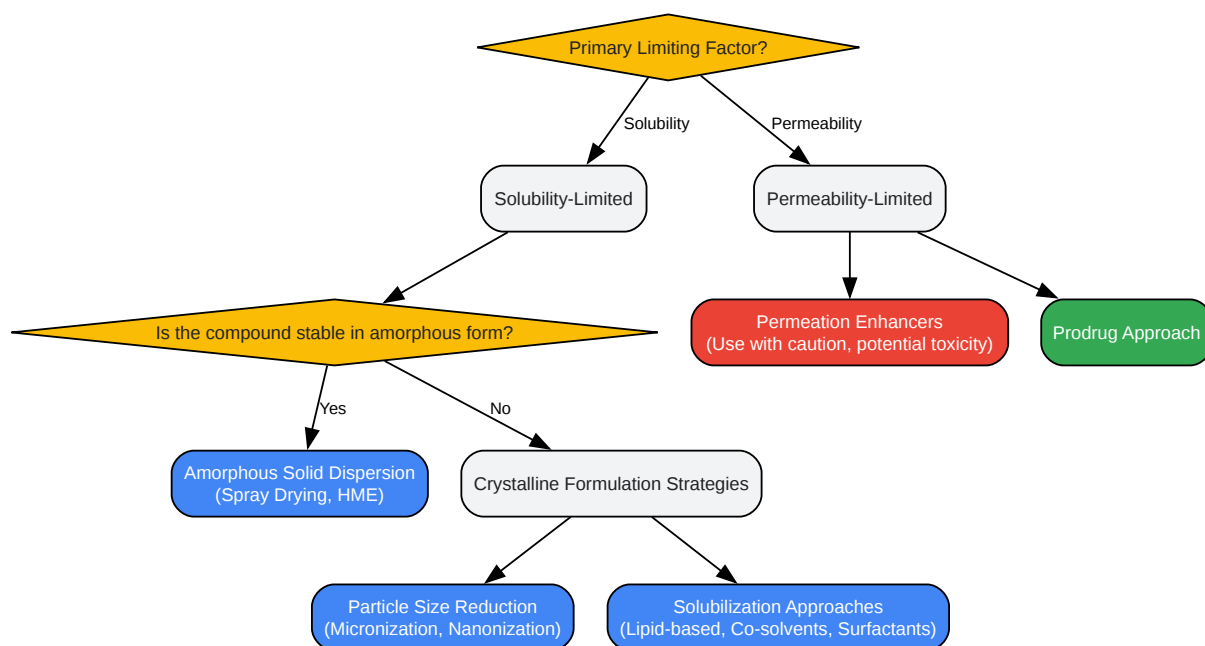 Primary Limiting Factor?
Solubility
Permeability
Solubility-Limited
Permeability-Limited
Is the compound stable in amorphous form?
Permeation Enhancers
(Use with caution, potential toxicity)
Prodrug Approach
Yes
No
Amorphous Solid Dispersion
(Spray Drying, HME)
Crystalline Formulation Strategies
Particle Size Reduction
(Micronization, Nanonization)
Solubilization Approaches
(Lipid-based, Co-solvents, Surfactants)